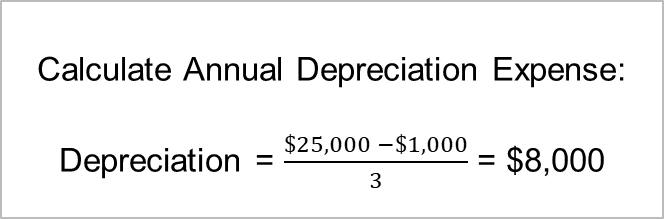 Calculate Annual Depreciation Expense:
Depreciation = $25,000 –$1,000 / 3 = $8,000